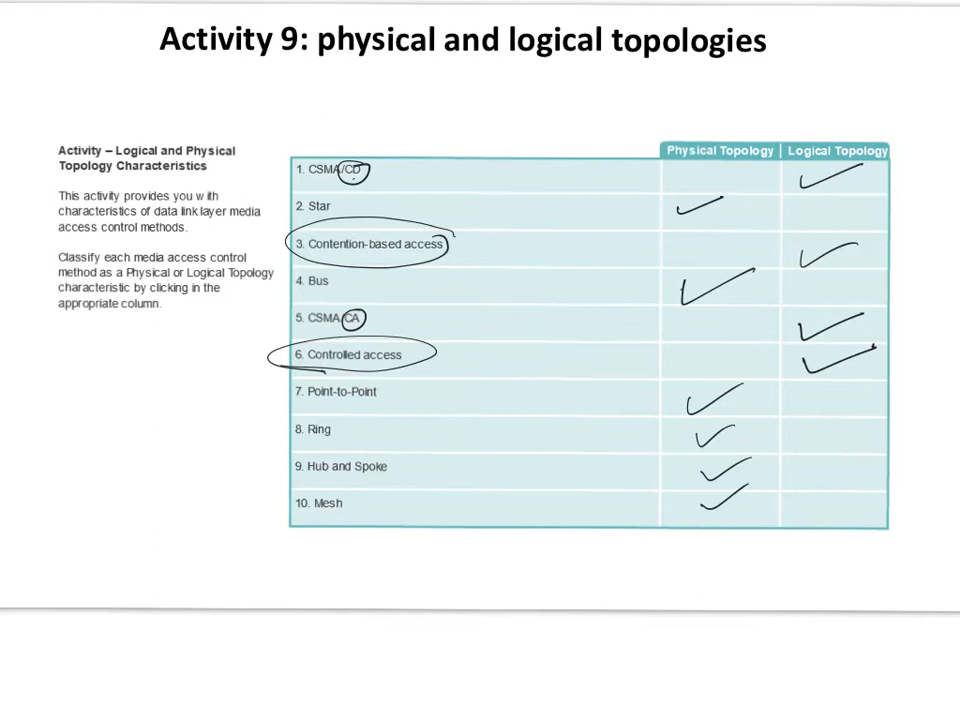 Activity 9: physical and logical topologies
Activity – Logical and Physical
Topology Characteristics
This activity provides you with
characteristics of data link layer media
access control methods.
Classify each media access control
method as a Physical or Logical Topology
characteristic by clicking in the
appropriate column.
Physical Topology | Logical Topology
1. CSMA/CD
2. Star
3. Contention-based access
4. Bus
5. CSMA/CA
6. Controlled access
7. Point-to-Point
8. Ring
9. Hub and Spoke
10. Mesh